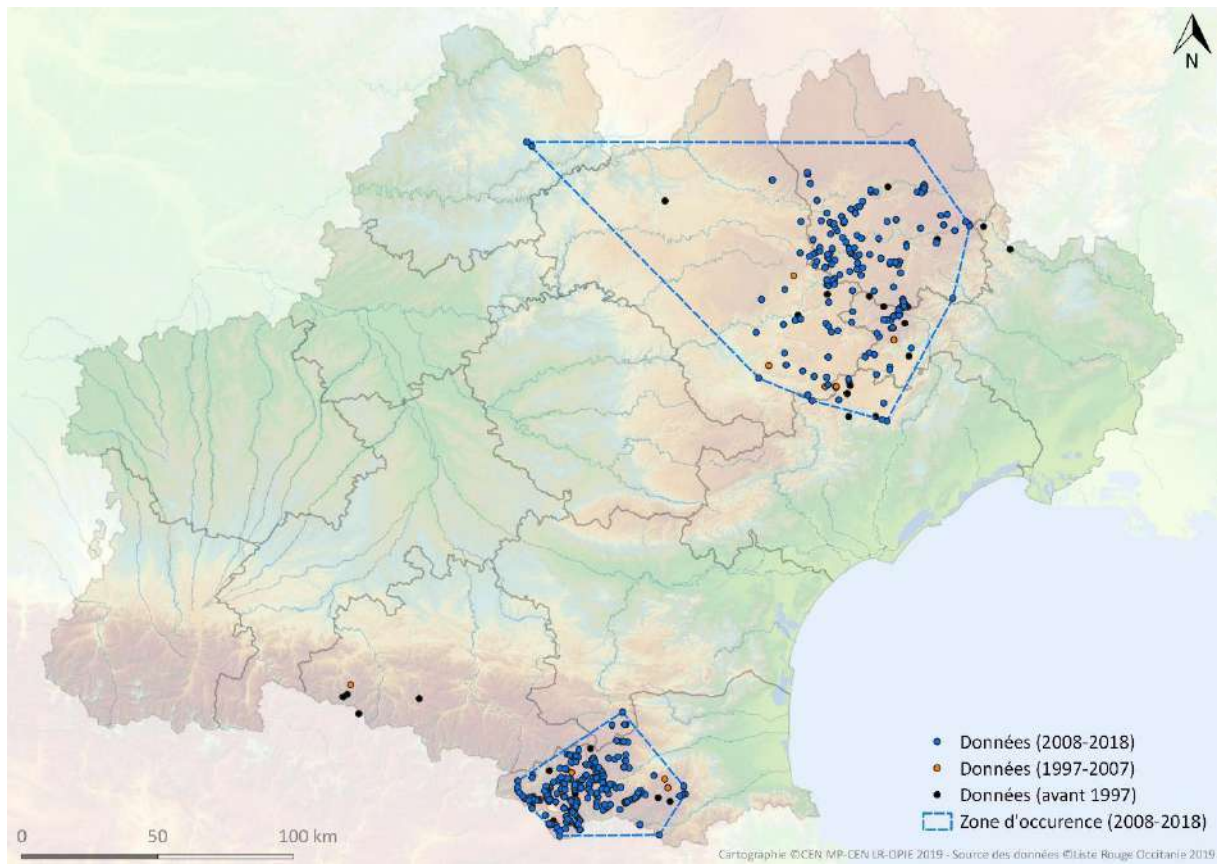 N
Données (2008-2018)
Données (1997-2007)
Données (avant 1997)
Zone d'occurence (2008-2018)
0 50 100 km
Cartographie ©CEN MP-CEN LR-OPIE 2019 - Source des données ©Liste Rouge Occitanie 2019